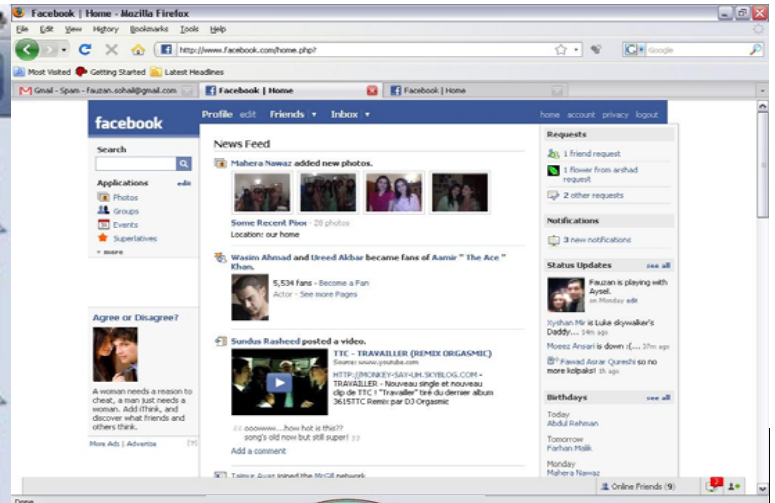 Facebook | Home - Mozilla Firefox
File Edit View History Bookmarks Tools Help
http://www.facebook.com/home.php?
Google
Most Visited Getting Started Latest Headlines
Gmail - Spam - fauzan.sohail@gmail.com
Facebook | Home
Facebook | Home
facebook
Profile edit Friends Inbox
home account privacy logout
Search
Applications edit
Photos
Groups
Events
Superlatives
more
Agree or Disagree?
A woman needs a reason to
cheat, a man just needs a
woman. Add iThink, and
discover what friends and
others think.
More Ads | Advertise [?]
News Feed
Mahera Nawaz added new photos.
Some Recent Pixx - 26 photos
Location: our home
Wasim Ahmad and Ureed Akbar became fans of Aamir " The Ace "
Khan.
5,534 fans - Become a Fan
Actor - See more Pages
Sundus Rasheed posted a video.
TTC - TRAVAILLER (REMIX ORGASMIC)
Source: www.youtube.com
HTTP://MONKEY-SAY-UH.SKYBLOG.COM -
TRAVAILLER - Nouveau single et nouveau
clip de TTC ! "Travailler" tiré du dernier album
3615TTC Remix par DJ Orgasmic
ooowww....how hot is this??
song's old now but still super!
Add a comment
Taimur Ayaz joined the McGill network.
Requests
1 friend request
1 flower from arshad
request
2 other requests
Notifications
3 new notifications
Status Updates see all
Fauzan is playing with
Aysel.
on Monday edit
Xyshan Mir is Luke skywalker's
Daddy... 14m ago
Moeez Ansari is down :(... 37m ago
Fawad Asrar Qureshi so no
more kolpaks! 1h ago
Birthdays see all
Today
Abdul Rehman
Tomorrow
Farhan Malik
Monday
Mahera Nawaz
Online Friends (9)
Done